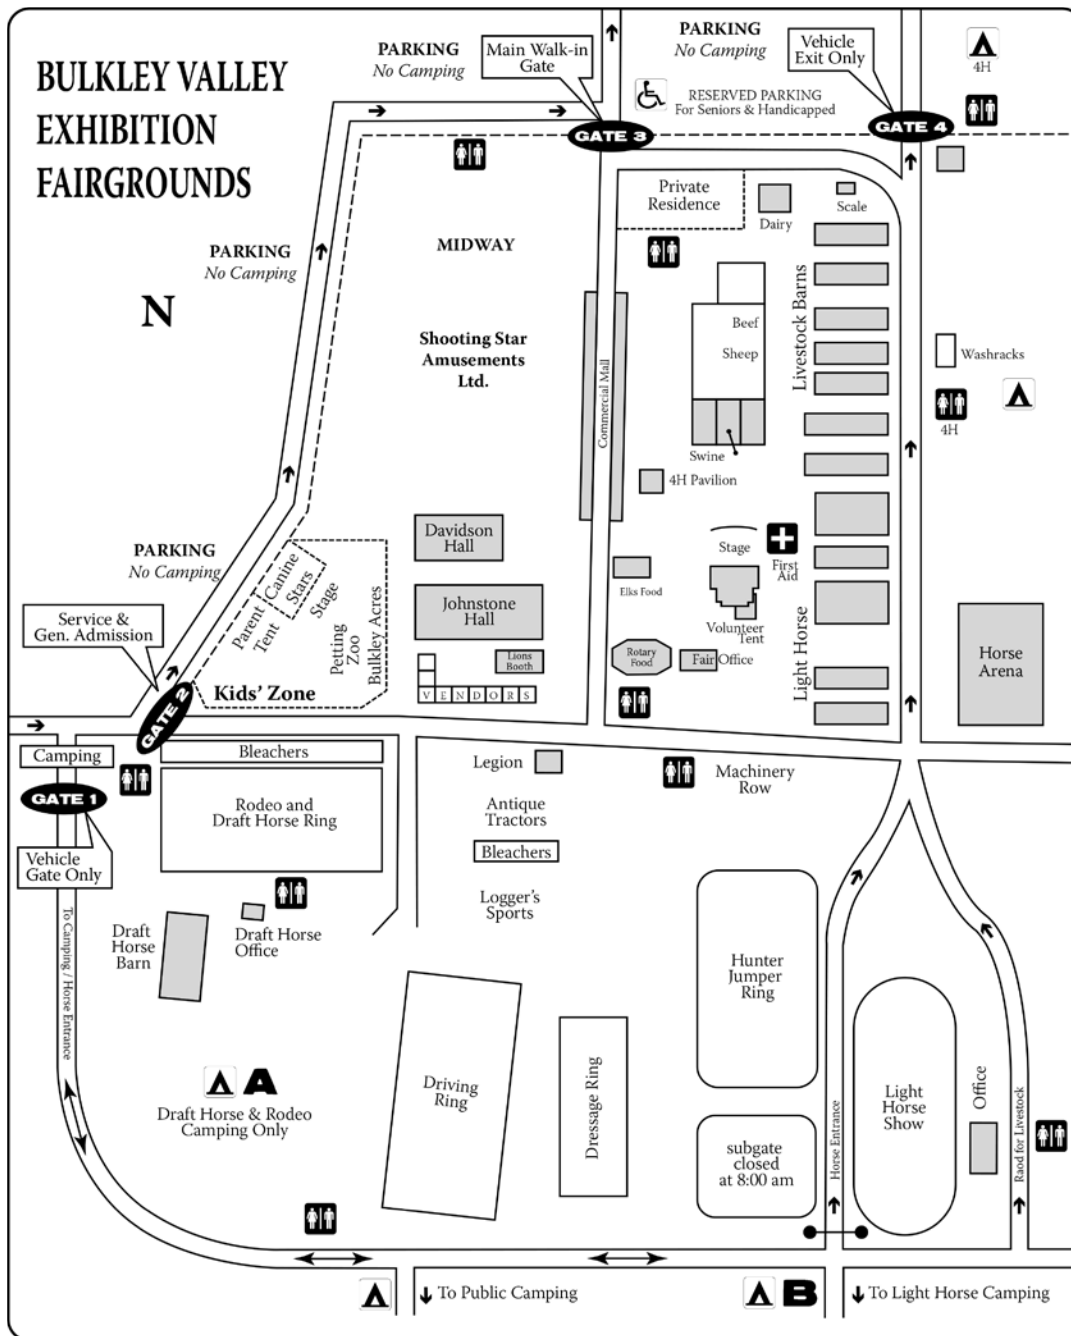 BULKLEY VALLEY
EXHIBITION
FAIRGROUNDS
PARKING
No Camping
Main Walk-in
Gate
PARKING
No Camping
Vehicle
Exit Only
4H
RESERVED PARKING
For Seniors & Handicapped
GATE 3
GATE 4
Private
Residence
Dairy
Scale
PARKING
No Camping
MIDWAY
N
Shooting Star
Amusements
Ltd.
Commercial Mall
Beef
Sheep
Swine
Livestock Barns
Washracks
4H
4H Pavilion
Davidson
Hall
Stage
First
Aid
PARKING
No Camping
Canine
Stars
Stage
Parent
Tent
Petting
Zoo
Bulkley Acres
Kids' Zone
Service &
Gen. Admission
GATE 2
Johnstone
Hall
Lions
Booth
VENDORS
Elks Food
Rotary
Food
Fair Office
Volunteer
Tent
Light Horse
Horse
Arena
Camping
Bleachers
GATE 1
Vehicle
Gate Only
Rodeo and
Draft Horse Ring
Legion
Antique
Tractors
Bleachers
Logger's
Sports
Machinery
Row
To Camping / Horse Entrance
Draft
Horse
Barn
Draft Horse
Office
Hunter
Jumper
Ring
A
Draft Horse & Rodeo
Camping Only
Driving
Ring
Dressage Ring
subgate
closed
at 8:00 am
Horse Entrance
Light
Horse
Show
Office
Raod for Livestock
To Public Camping
B
To Light Horse Camping